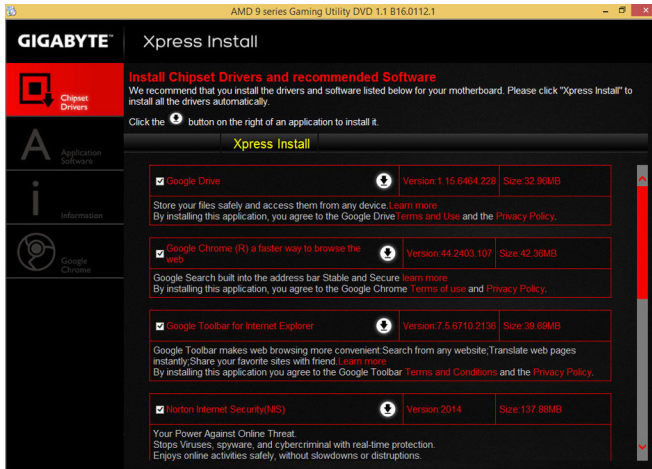 AMD 9 series Gaming Utility DVD 1.1 B16.0112.1
GIGABYTE™
Xpress Install
Chipset
Drivers
Application
Software
Information
Google
Chrome
Install Chipset Drivers and recommended Software
We recommend that you install the drivers and software listed below for your motherboard. Please click "Xpress Install" to
install all the drivers automatically.
Click the button on the right of an application to install it.
Xpress Install
Google Drive Version:1.15.6464.228 Size:32.96MB
Store your files safely and access them from any device.Learn more
By installing this application, you agree to the Google DriveTerms and Use and the Privacy Policy.
Google Chrome (R) a faster way to browse the
web Version:44.2403.107 Size:42.36MB
Google Search built into the address bar Stable and Secure learn more
By installing this application, you agree to the Google Chrome Terms of use and Privacy Policy.
Google Toolbar for Internet Explorer Version:7.5.6710.2136 Size:39.69MB
Google Toolbar makes web browsing more convenient:Search from any website;Translate web pages
instantly;Share your favorite sites with friend.Learn more
By installing this application you agree to the Google Toolbar Terms and Conditions and the Privacy Policy.
Norton Internet Security(NIS) Version:2014 Size:137.88MB
Your Power Against Online Threat.
Stops Viruses, spyware, and cybercriminal with real-time protection.
Enjoys online activities safely, without slowdowns or distruptions.